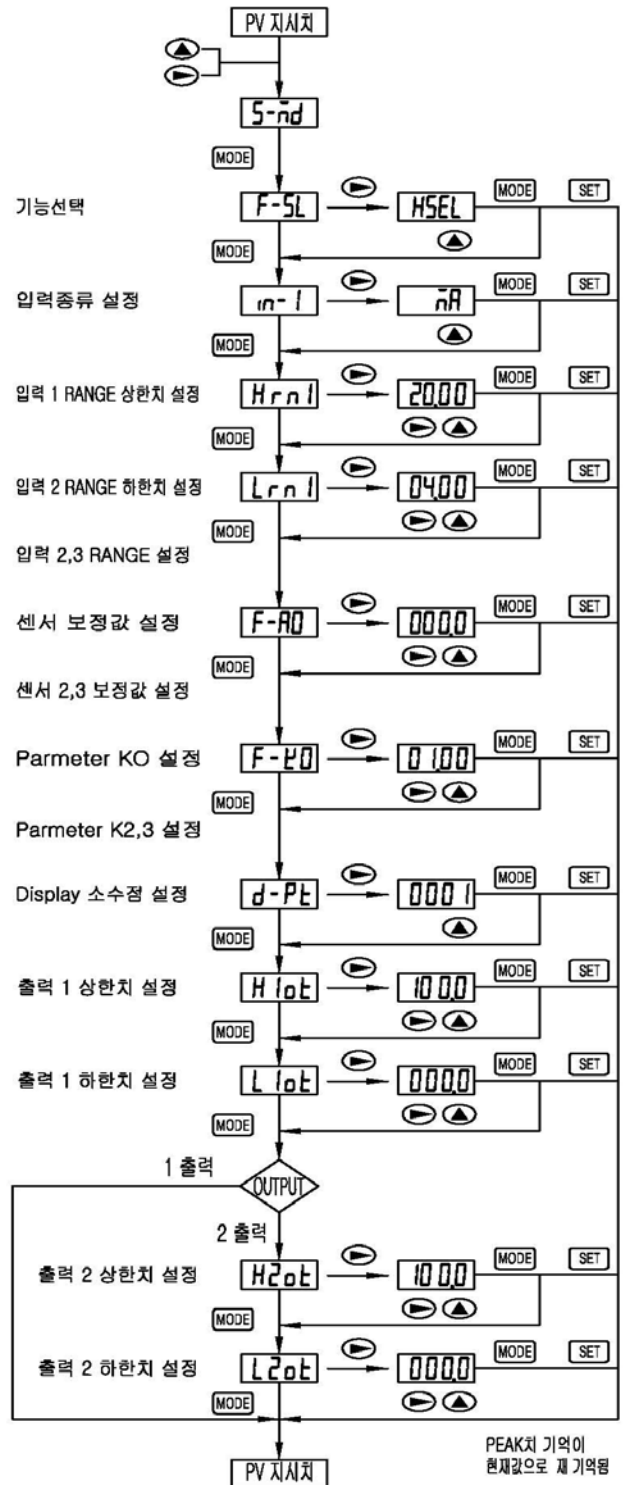 PV 지시치
S-md
MODE
기능선택 F-SL HSEL MODE SET
MODE
입력종류 설정 in-1 mA MODE SET
MODE
입력 1 RANGE 상한치 설정 Hrn1 20.00 MODE SET
MODE
입력 2 RANGE 하한치 설정 Lrn1 04.00 MODE SET
MODE
입력 2,3 RANGE 설정
센서 보정값 설정 F-A0 000.0 MODE SET
MODE
센서 2,3 보정값 설정
Parmeter KO 설정 F-K0 01.00 MODE SET
MODE
Parmeter K2,3 설정
Display 소수점 설정 d-Pt 0001 MODE SET
MODE
출력 1 상한치 설정 H1ot 100.0 MODE SET
MODE
출력 1 하한치 설정 L1ot 000.0 MODE SET
MODE
1 출력
OUTPUT
2 출력
출력 2 상한치 설정 H2ot 100.0 MODE SET
MODE
출력 2 하한치 설정 L2ot 000.0 MODE SET
MODE
PEAK치 기억이
현재값으로 재 기억됨
PV 지시치